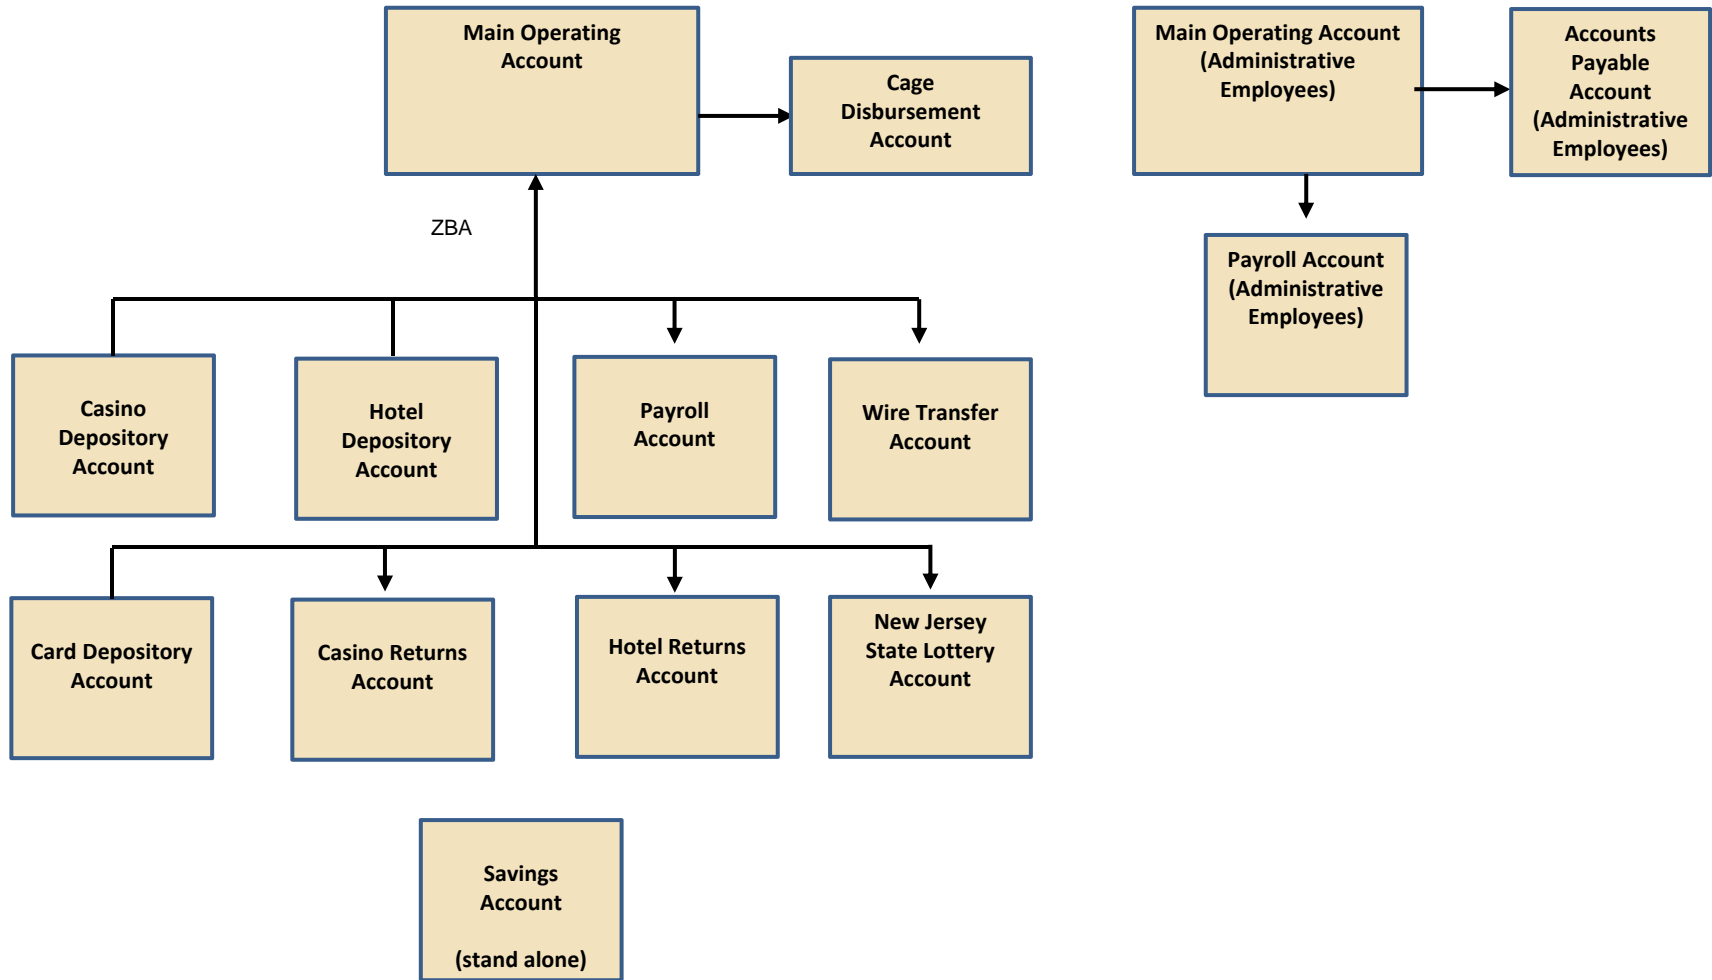 Main Operating
Account
Cage
Disbursement
Account
Main Operating Account
(Administrative
Employees)
Accounts
Payable
Account
(Administrative
Employees)
ZBA
Payroll Account
(Administrative
Employees)
Casino
Depository
Account
Hotel
Depository
Account
Payroll
Account
Wire Transfer
Account
Card Depository
Account
Casino Returns
Account
Hotel Returns
Account
New Jersey
State Lottery
Account
Savings
Account
(stand alone)